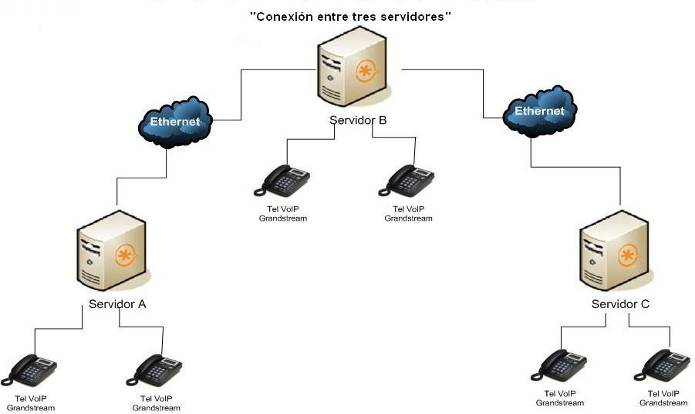 "Conexión entre tres servidores"
Ethernet
Ethernet
Servidor B
Tel VoIP
Grandstream
Tel VoIP
Grandstream
Servidor A
Servidor C
Tel VoIP
Grandstream
Tel VoIP
Grandstream
Tel VoIP
Grandstream
Tel VoIP
Grandstream